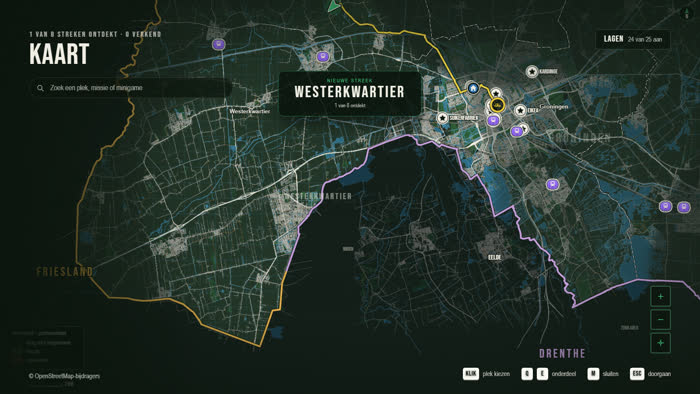 1 VAN 8 STREKEN ONTDEKT · 0 VERKEND
KAART
Zoek een plek, missie of minigame
LAGEN 24 van 25 aan
NIEUWE STREEK
WESTERKWARTIER
1 van 8 ontdekt
KARDINGE
Westerkwartier
Groningen
SUIKERFABRIEK
GRONINGEN
WESTERKWARTIER
EELDE
FRIESLAND
DRENTHE
© OpenStreetMap-bijdragers
KLIK plek kiezen
Q E onderdeel
M sluiten
ESC doorgaan